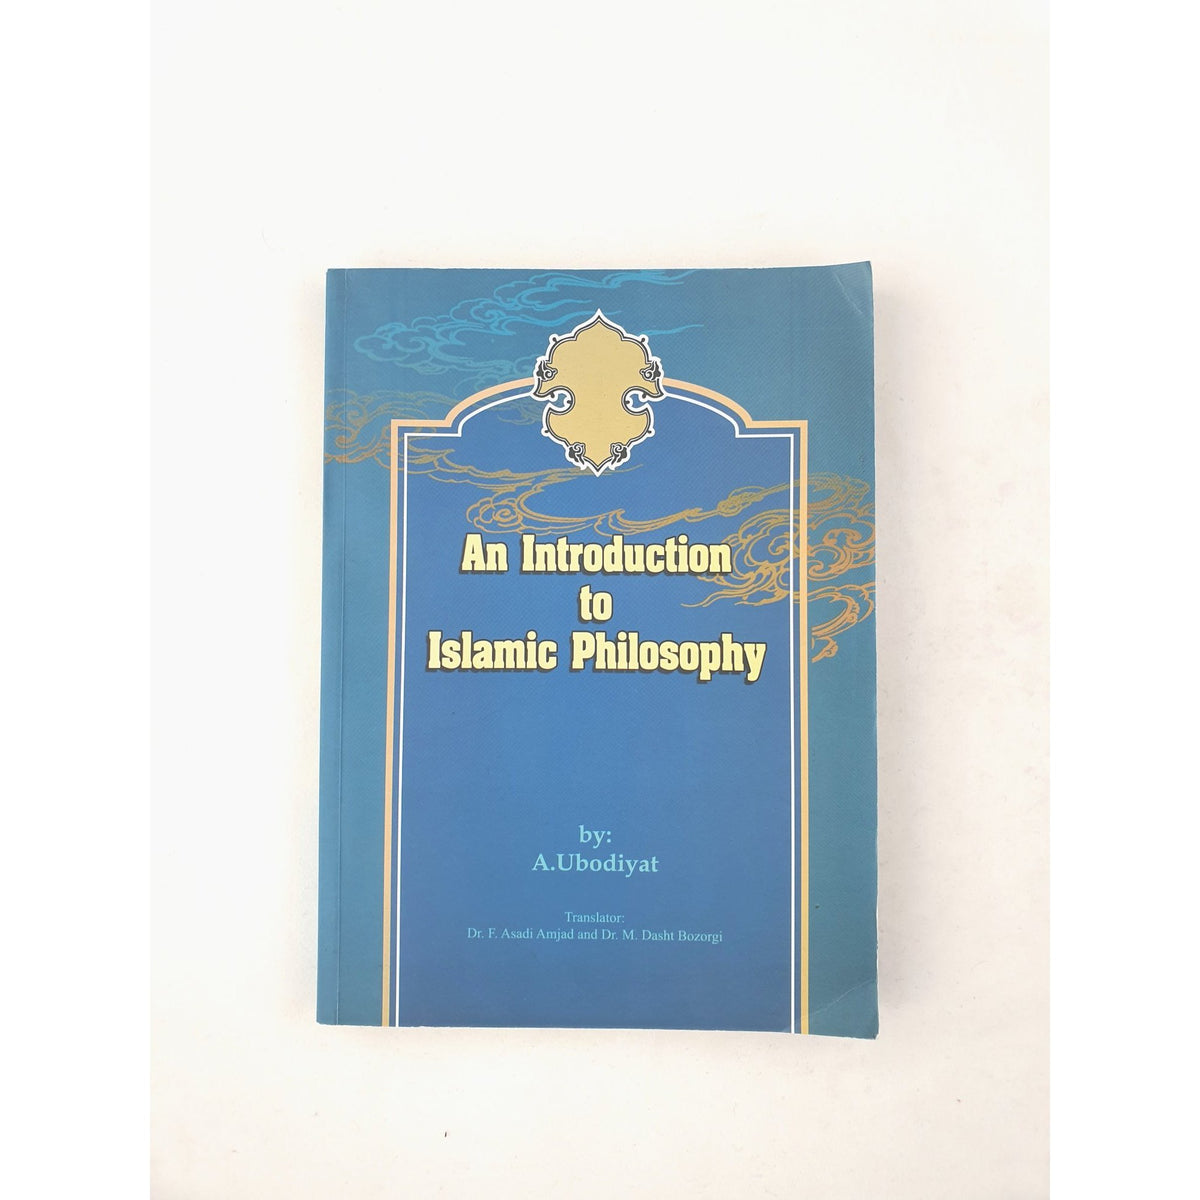 An Introduction
to
Islamic Philosophy
by:
A.Ubodiyat
Translator:
Dr. F. Asadi Amjad and Dr. M. Dasht Bozorgi